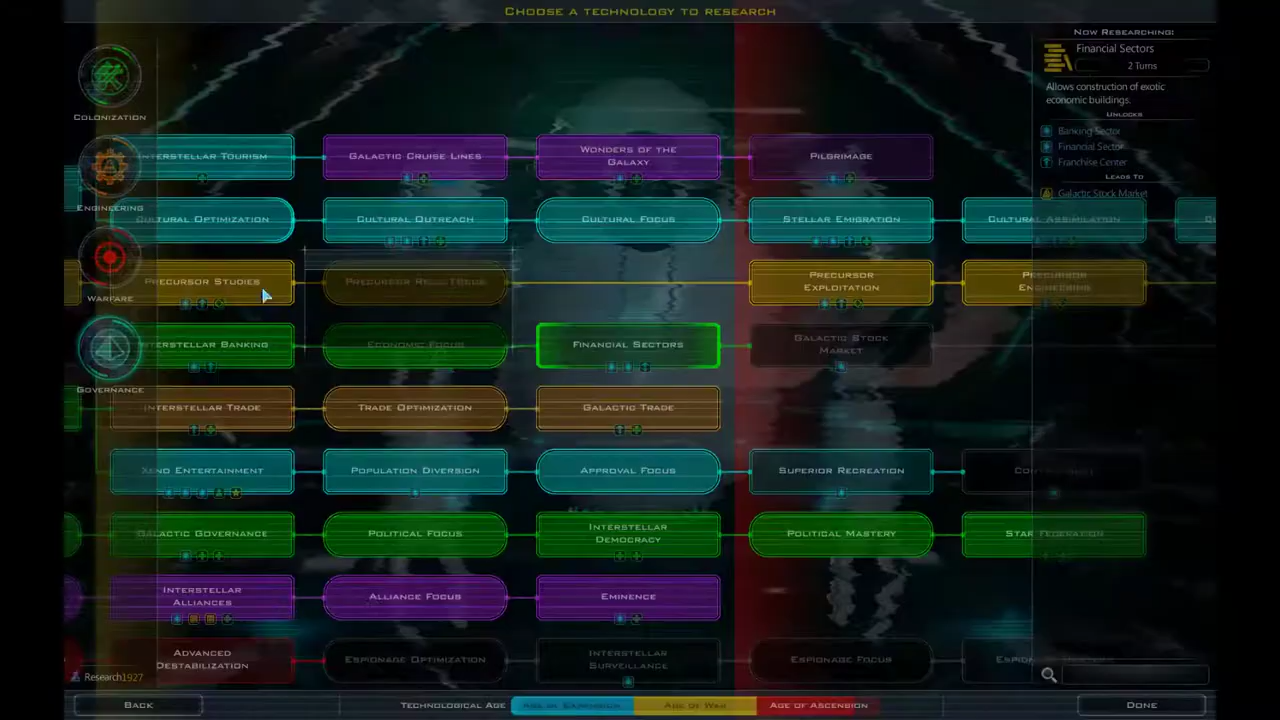 CHOOSE A TECHNOLOGY TO RESEARCH
COLONIZATION
ENGINEERING
WARFARE
GOVERNANCE
INTERSTELLAR TOURISM
GALACTIC CRUISE LINES
WONDERS OF THE
GALAXY
PILGRIMAGE
CULTURAL OPTIMIZATION
CULTURAL OUTREACH
CULTURAL FOCUS
STELLAR EMIGRATION
CULTURAL ASSIMILATION
PRECURSOR STUDIES
PRECURSOR
PRECURSOR
EXPLOITATION
PRECURSOR
ENGINEERING
INTERSTELLAR BANKING
ECONOMIC FOCUS
FINANCIAL SECTORS
GALACTIC STOCK
MARKET
INTERSTELLAR TRADE
TRADE OPTIMIZATION
GALACTIC TRADE
XENO ENTERTAINMENT
POPULATION DIVERSION
APPROVAL FOCUS
SUPERIOR RECREATION
GALACTIC GOVERNANCE
POLITICAL FOCUS
INTERSTELLAR
DEMOCRACY
POLITICAL MASTERY
STAR FEDERATION
INTERSTELLAR
ALLIANCES
ALLIANCE FOCUS
EMINENCE
ADVANCED
DESTABILIZATION
ESPIONAGE OPTIMIZATION
INTERSTELLAR
SURVEILLANCE
ESPIONAGE FOCUS
NOW RESEARCHING:
Financial Sectors
2 Turns
Allows construction of exotic
economic buildings.
UNLOCKS
Banking Sector
Financial Sector
Franchise Center
LEADS TO
Galactic Stock Market
Research 1927
BACK
TECHNOLOGICAL AGE
AGE OF EXPANSION
AGE OF WAR
AGE OF ASCENSION
DONE